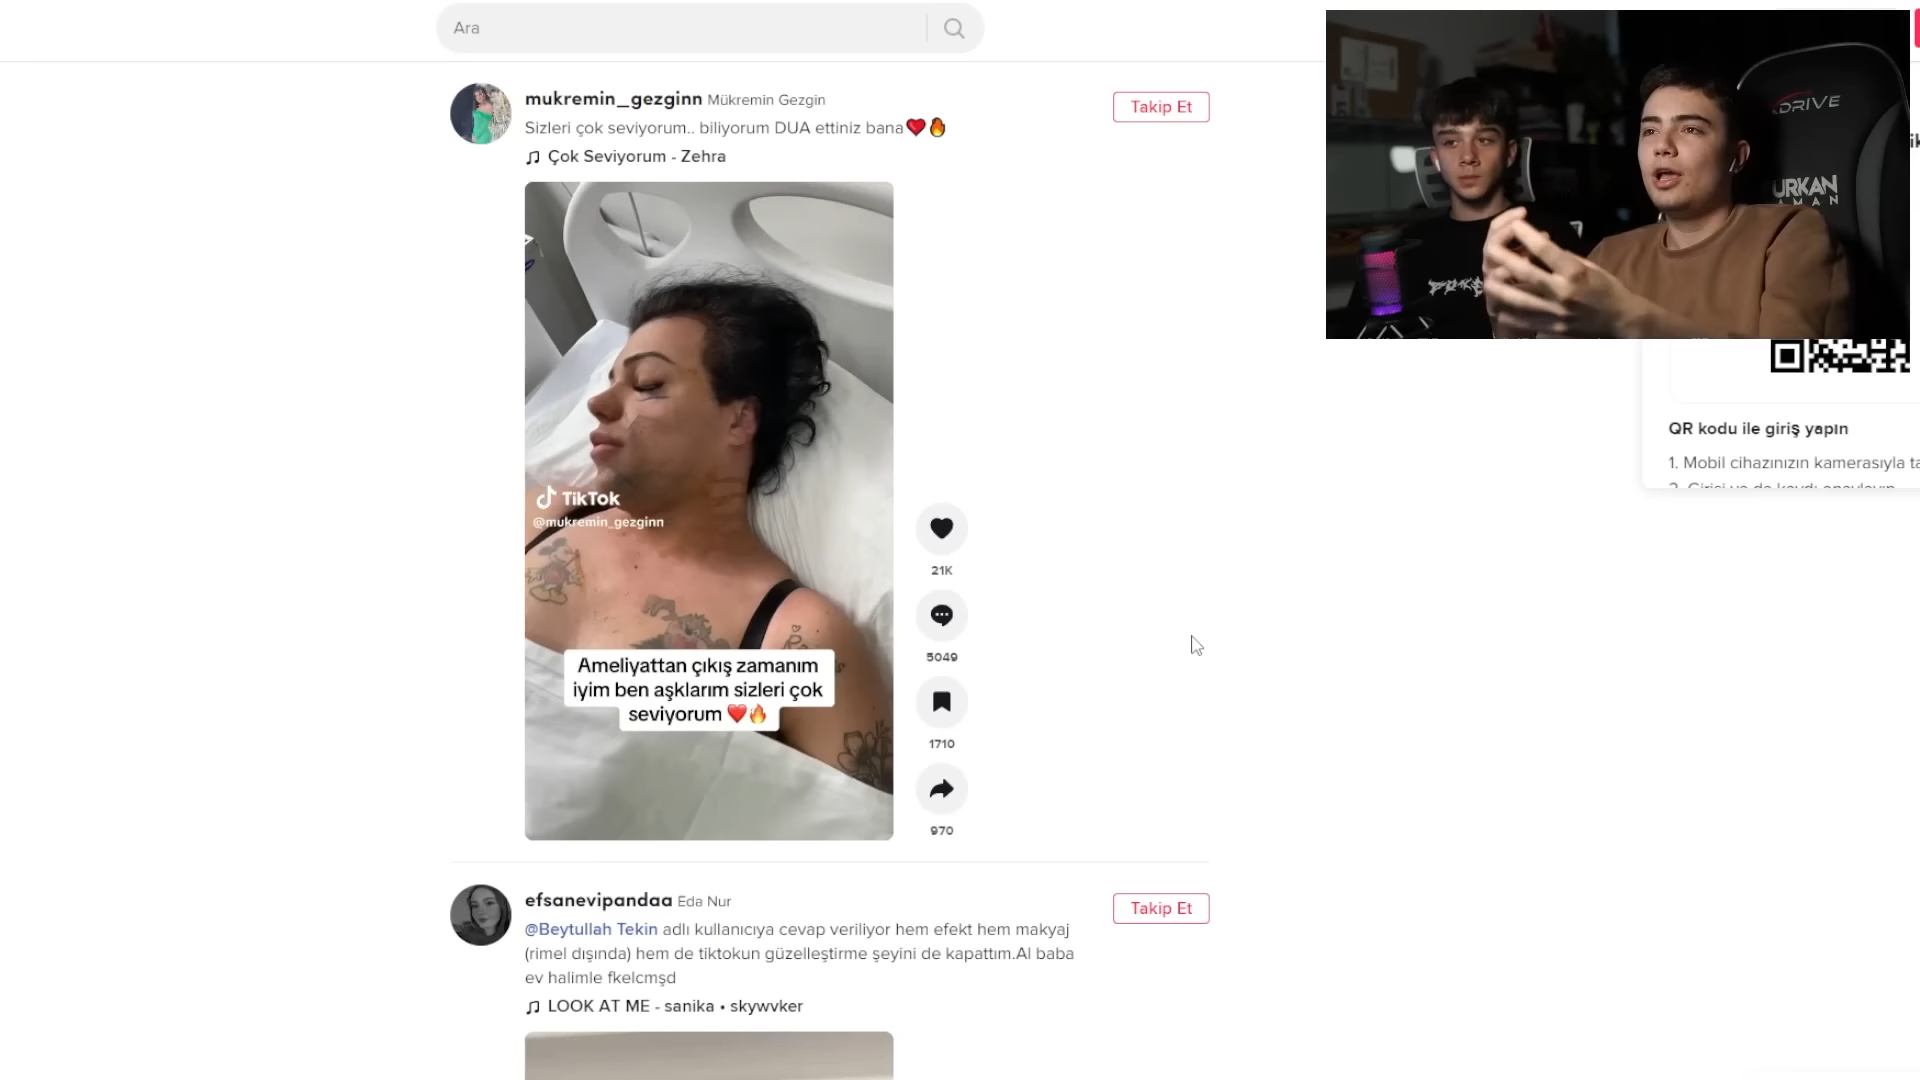 Ara
mukremin_gezginn Mükremin Gezgin
Takip Et
Sizleri çok seviyorum.. biliyorum DUA ettiniz bana❤️🔥
Çok Seviyorum - Zehra
TikTok
@mukremin_gezginn
Ameliyattan çıkış zamanım
iyim ben aşklarım sizleri çok
seviyorum ❤️🔥
21K
5049
1710
970
DRIVE
URKAN
AMAN
QR kodu ile giriş yapın
1. Mobil cihazınızın kamerasıyla
efsanevipandaa Eda Nur
Takip Et
@Beytullah Tekin adlı kullanıcıya cevap veriliyor hem efekt hem makyaj
(rimel dışında) hem de tiktokun güzelleştirme şeyini de kapattım.Al baba
ev halimle fkelcmşd
LOOK AT ME - sanika • skywvker